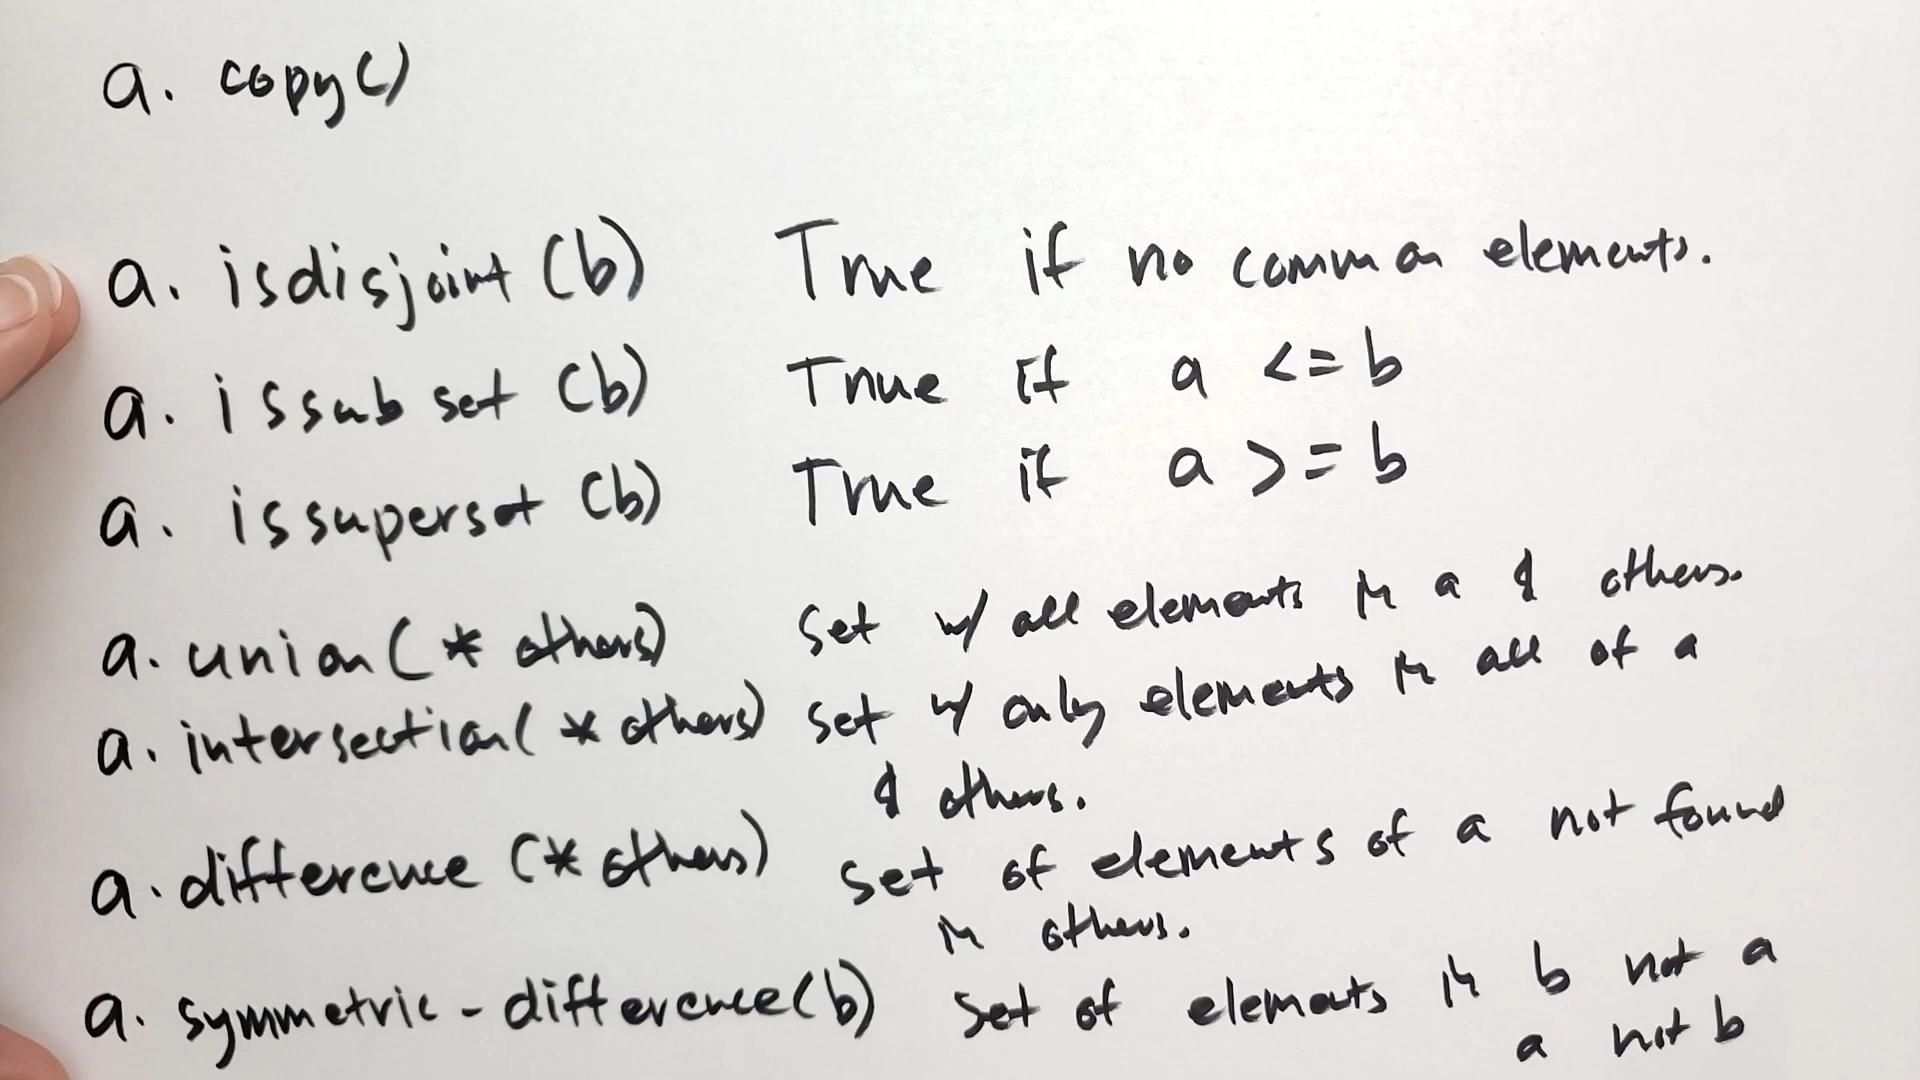 a. copy()
a. isdisjoint (b) True if no common elements.
a. issubset (b) True if a <= b
a. issuperset (b) True if a >= b
a. union(* others) Set w/ all elements in a & others.
a. intersection(* others) Set w/ only elements in all of a
& others.
a. difference (* others) Set of elements of a not found
in others.
a. symmetric-difference(b) Set of elements in b not a
a not b